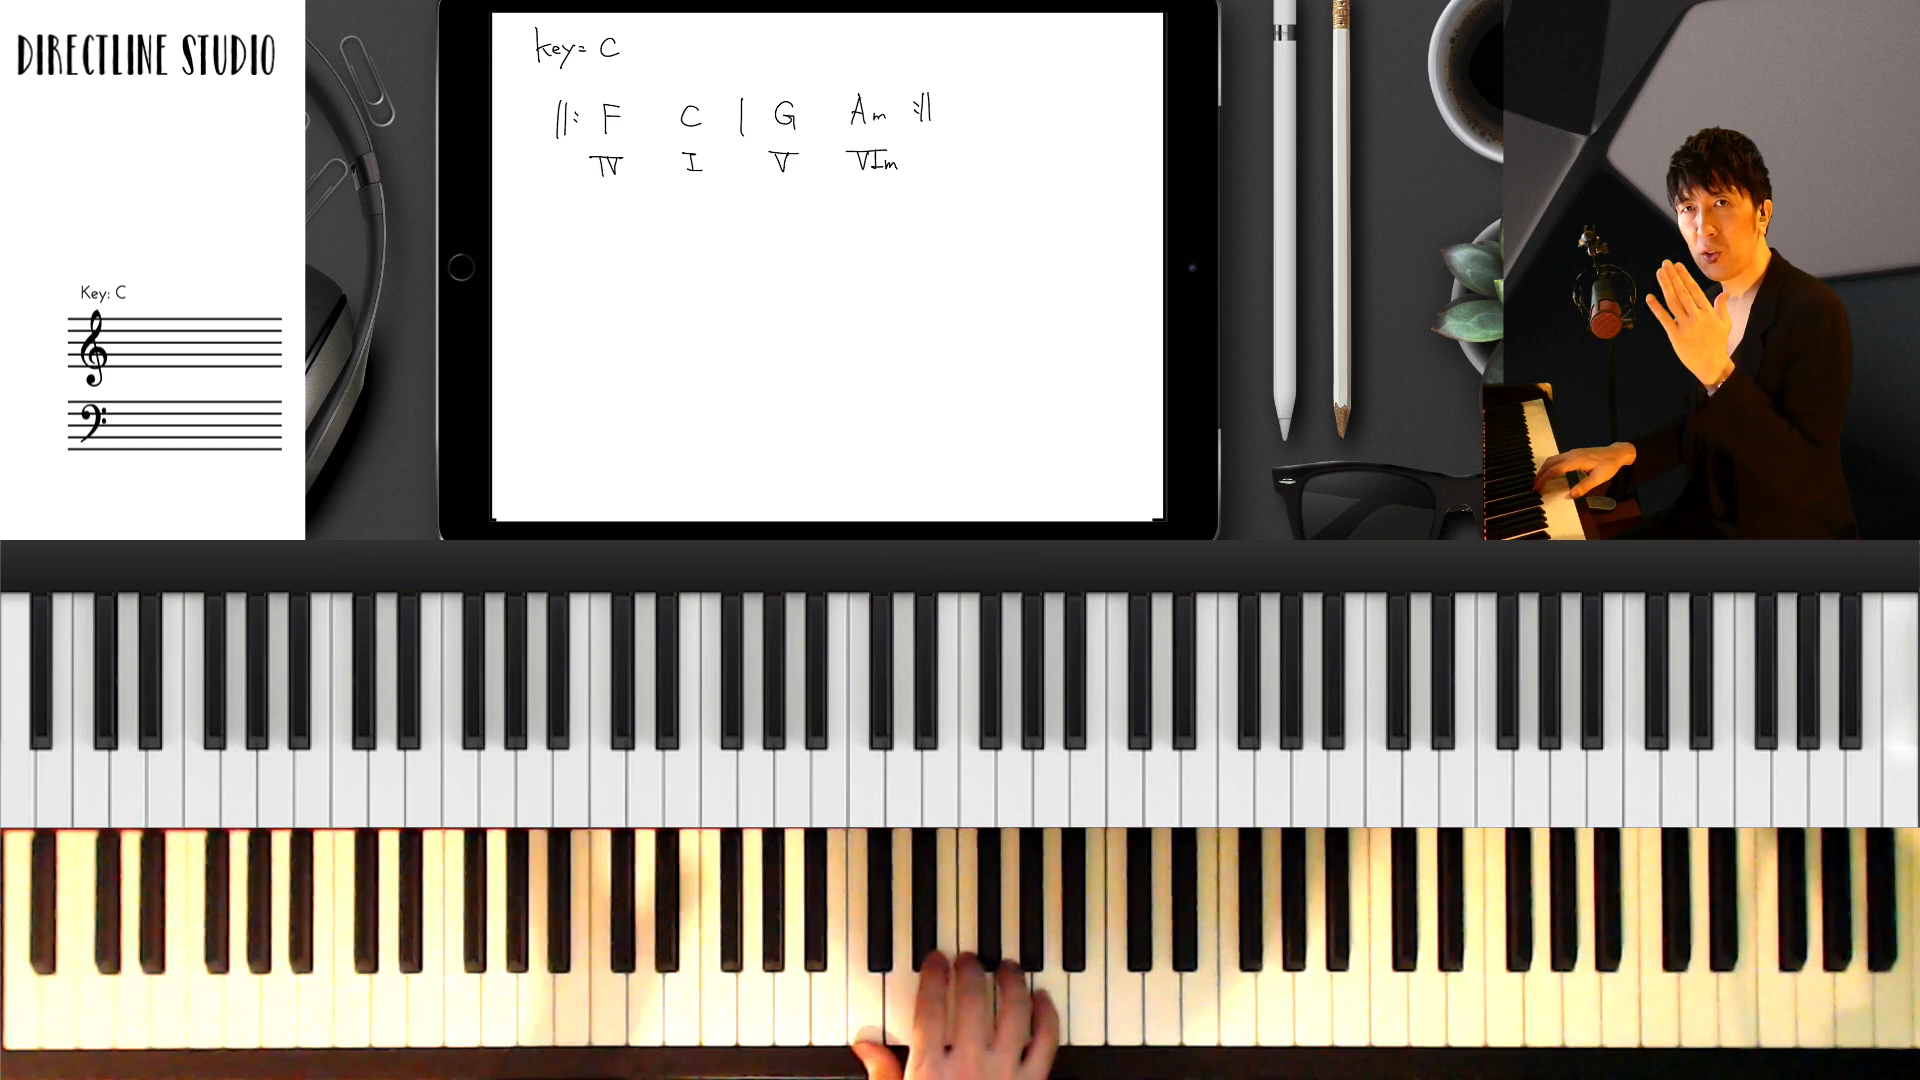 DIRECTLINE STUDIO
Key: C
key= C
||: F C | G Am :||
IV I V VIm